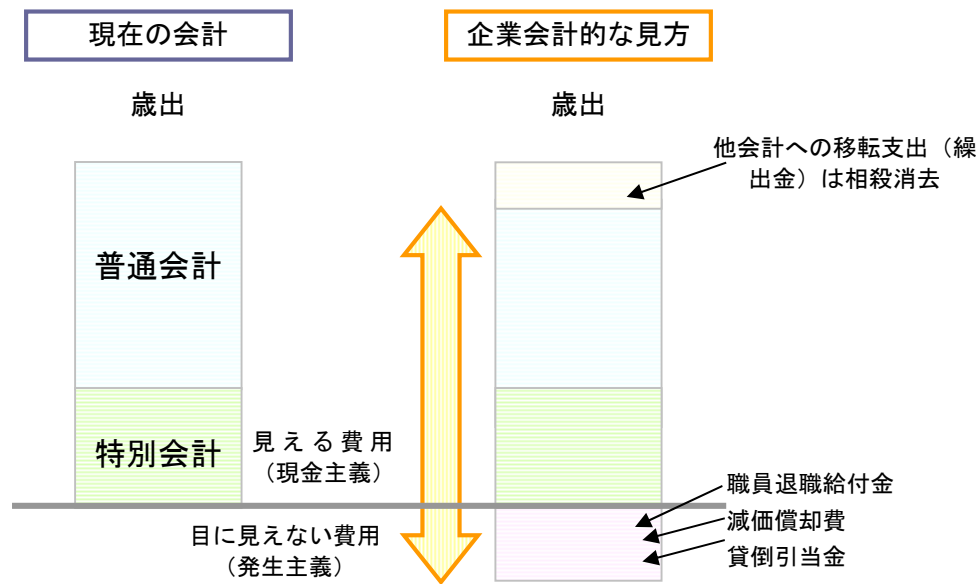 現在の会計
企業会計的な見方
歳出
歳出
他会計への移転支出（繰
出金）は相殺消去
普通会計
特別会計
見える費用
（現金主義）
目に見えない費用
（発生主義）
職員退職給付金
減価償却費
貸倒引当金